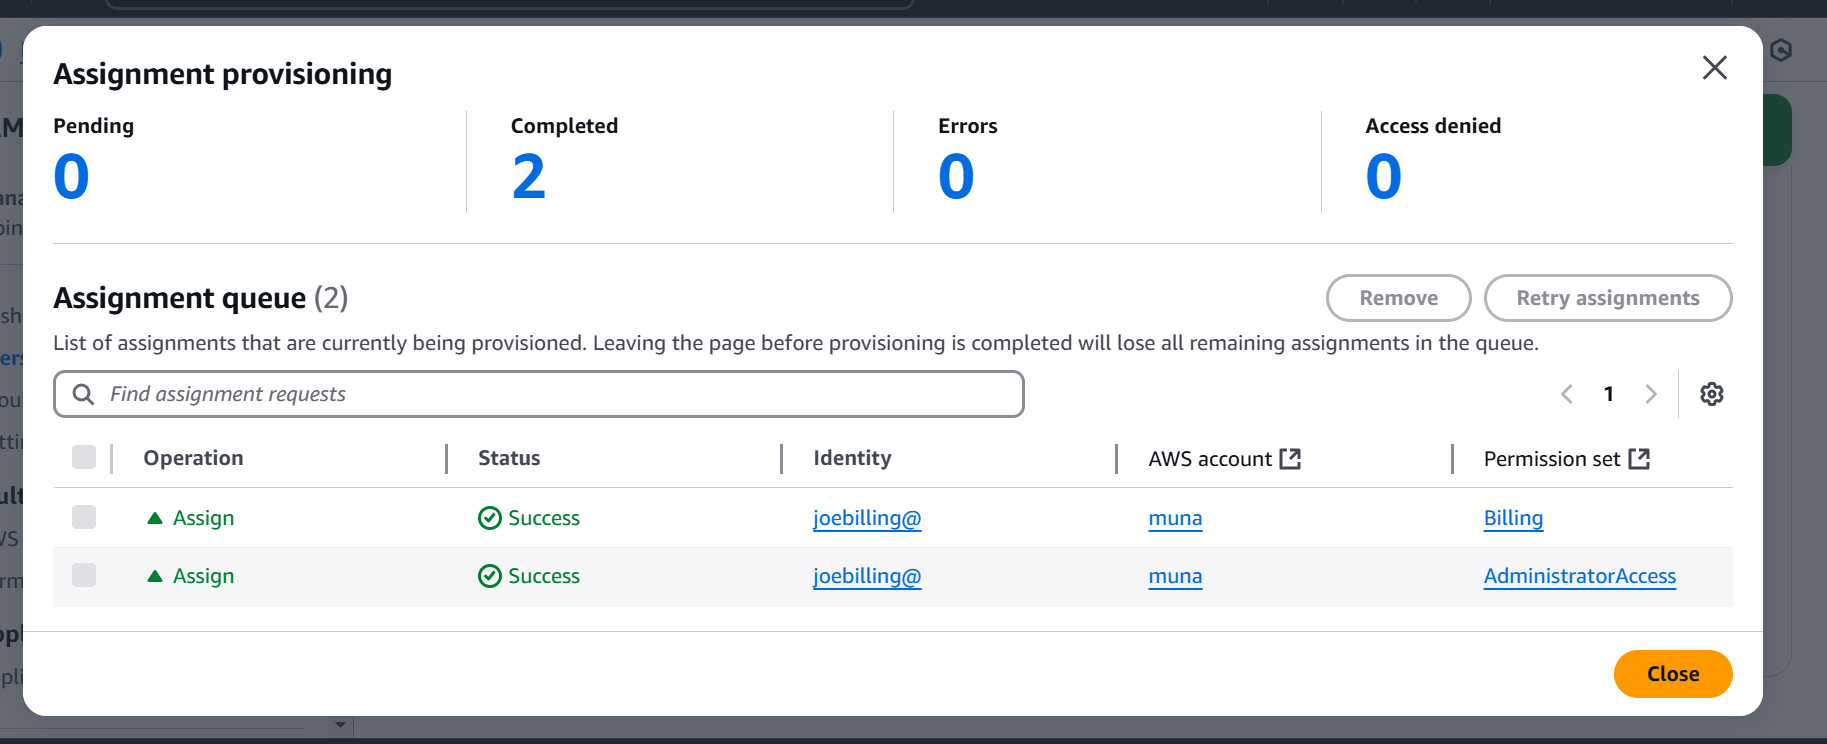 Assignment provisioning
Pending
0
Completed
2
Errors
0
Access denied
0
Assignment queue (2)
Remove
Retry assignments
List of assignments that are currently being provisioned. Leaving the page before provisioning is completed will lose all remaining assignments in the queue.
Find assignment requests
1
Operation Status Identity AWS account Permission set
Assign Success joebilling@ muna Billing
Assign Success joebilling@ muna AdministratorAccess
Close